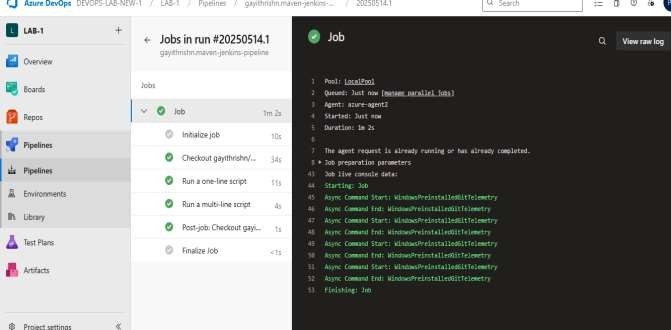 Azure DevOps DEVOPS-LAB-NEW-1 / LAB-1 / Pipelines / gayithrishn.maven-jenkins-... / 20250514.1
Search
L LAB-1 +
Overview
Boards
Repos
Pipelines
Pipelines
Environments
Library
Test Plans
Artifacts
Project settings
← Jobs in run #20250514.1
gayithrishn.maven-jenkins-pipeline
Jobs
Job 1m 2s
Initialize job 10s
Checkout gayithrishn/... 34s
Run a one-line script 11s
Run a multi-line script 4s
Post-job: Checkout gayi... 1s
Finalize Job <1s
Job
View raw log
1 Pool: LocalPool
2 Queued: Just now [manage parallel jobs]
3 Agent: azure-agent2
4 Started: Just now
5 Duration: 1m 2s
6
7 The agent request is already running or has already completed.
8 Job preparation parameters
43 Job live console data:
44 Starting: Job
45 Async Command Start: WindowsPreinstalledGitTelemetry
46 Async Command End: WindowsPreinstalledGitTelemetry
47 Async Command Start: WindowsPreinstalledGitTelemetry
48 Async Command End: WindowsPreinstalledGitTelemetry
49 Async Command Start: WindowsPreinstalledGitTelemetry
50 Async Command End: WindowsPreinstalledGitTelemetry
51 Async Command Start: WindowsPreinstalledGitTelemetry
52 Async Command End: WindowsPreinstalledGitTelemetry
53 Finishing: Job